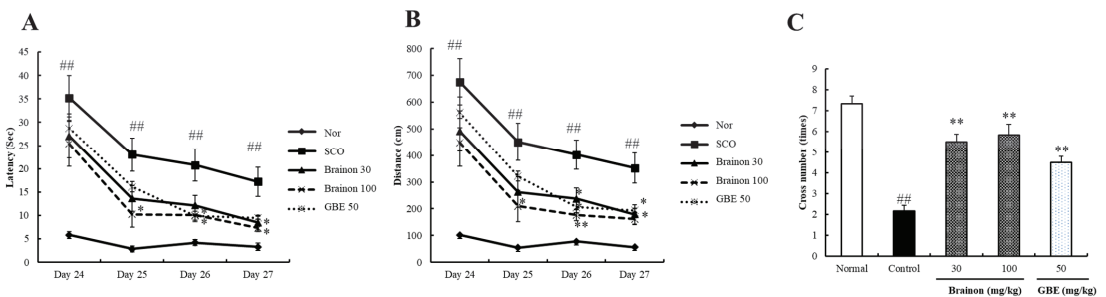 A
Latency (Sec)
45
40
35
30
25
20
15
10
5
0
##
##
##
##
*
*
*
*
*
Day 24
Day 25
Day 26
Day 27
Nor
SCO
Brainon 30
Brainon 100
GBE 50
B
Distance (cm)
800
700
600
500
400
300
200
100
0
##
##
##
##
*
*
*
**
*
*
Day 24
Day 25
Day 26
Day 27
Nor
SCO
Brainon 30
Brainon 100
GBE 50
C
Cross number (times)
9
8
7
6
5
4
3
2
1
0
##
**
**
**
Normal
Control
30
100
50
Brainon (mg/kg)
GBE (mg/kg)